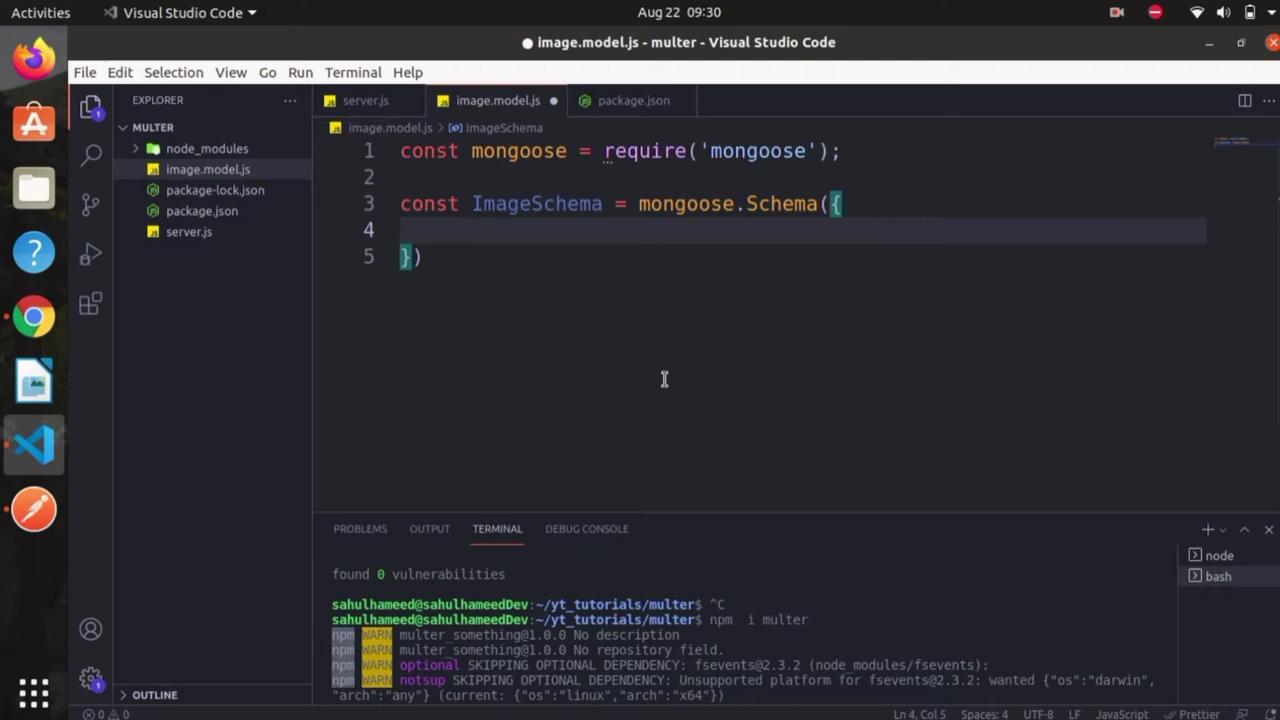 Activities
Visual Studio Code
Aug 22 09:30
image.model.js - multer - Visual Studio Code
File Edit Selection View Go Run Terminal Help
EXPLORER
MULTER
node_modules
image.model.js
package-lock.json
package.json
server.js
OUTLINE
server.js
image.model.js
package.json
image.model.js > ImageSchema
1 const mongoose = require('mongoose');
2
3 const ImageSchema = mongoose.Schema({
4
5 })
PROBLEMS OUTPUT TERMINAL DEBUG CONSOLE
found 0 vulnerabilities
sahulhameed@sahulhameedDev:~/yt_tutorials/multer$ ^C
sahulhameed@sahulhameedDev:~/yt_tutorials/multer$ npm i multer
npm WARN multer_something@1.0.0 No description
npm WARN multer_something@1.0.0 No repository field.
npm WARN optional SKIPPING OPTIONAL DEPENDENCY: fsevents@2.3.2 (node_modules/fsevents):
npm WARN notsup SKIPPING OPTIONAL DEPENDENCY: Unsupported platform for fsevents@2.3.2: wanted {"os":"darwin",
"arch":"any"} (current: {"os":"linux","arch":"x64"})
node
bash
1
1
0 0
Ln 4, Col 5 Spaces: 4 UTF-8 LF JavaScript Prettier